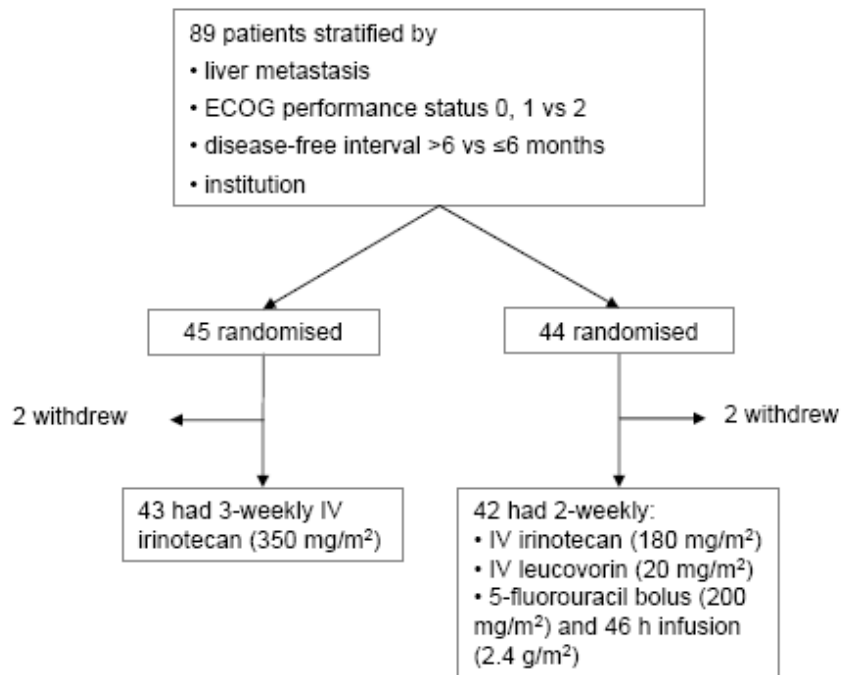 89 patients stratified by
• liver metastasis
• ECOG performance status 0, 1 vs 2
• disease-free interval >6 vs ≤6 months
• institution
45 randomised
44 randomised
2 withdrew
2 withdrew
43 had 3-weekly IV
irinotecan (350 mg/m²)
42 had 2-weekly:
• IV irinotecan (180 mg/m²)
• IV leucovorin (20 mg/m²)
• 5-fluorouracil bolus (200
mg/m²) and 46 h infusion
(2.4 g/m²)